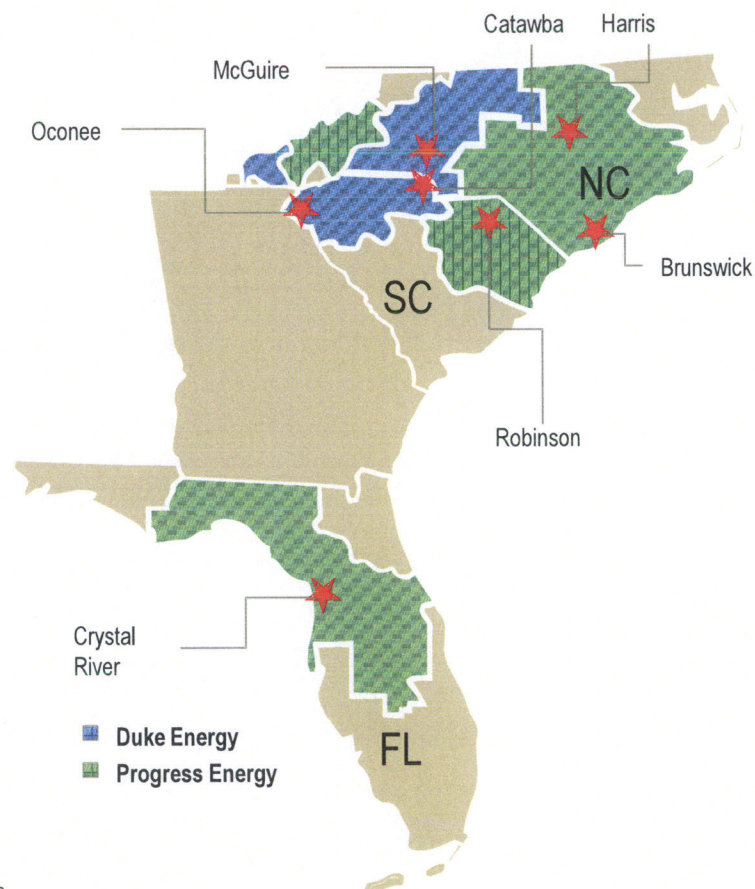 Catawba
Harris
McGuire
Oconee
NC
Brunswick
SC
Robinson
Crystal
River
Duke Energy
Progress Energy
FL